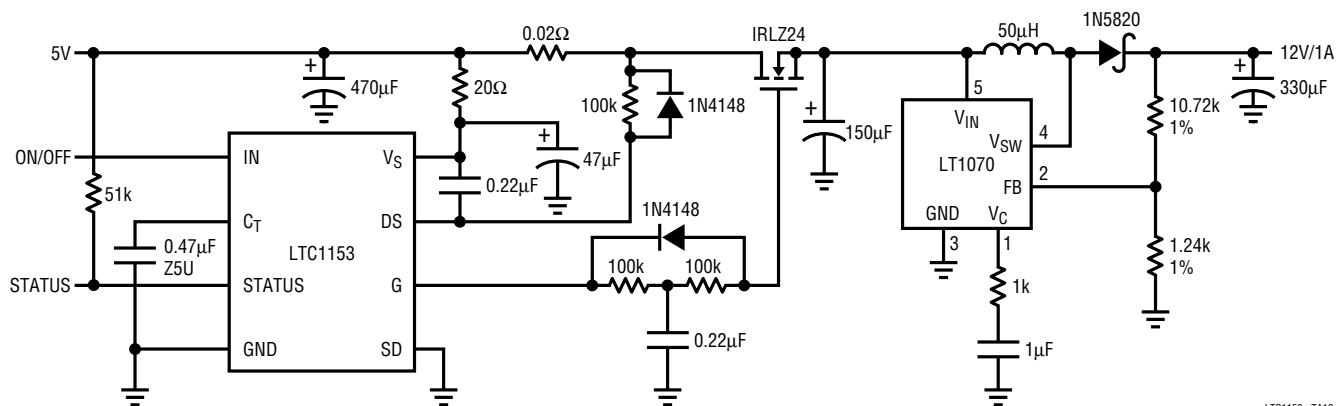 5V
0.02Ω
IRLZ24
50µH
1N5820
12V/1A
+
470µF
20Ω
100k
1N4148
+
150µF
5
V_IN
V_SW
4
LT1070
FB
2
GND
V_C
3
1
10.72k
1%
+
330µF
ON/OFF
IN
V_S
+
47µF
0.22µF
51k
C_T
DS
LTC1153
0.47µF
Z5U
1N4148
100k
100k
STATUS
STATUS
G
0.22µF
GND
SD
1.24k
1%
1k
1µF